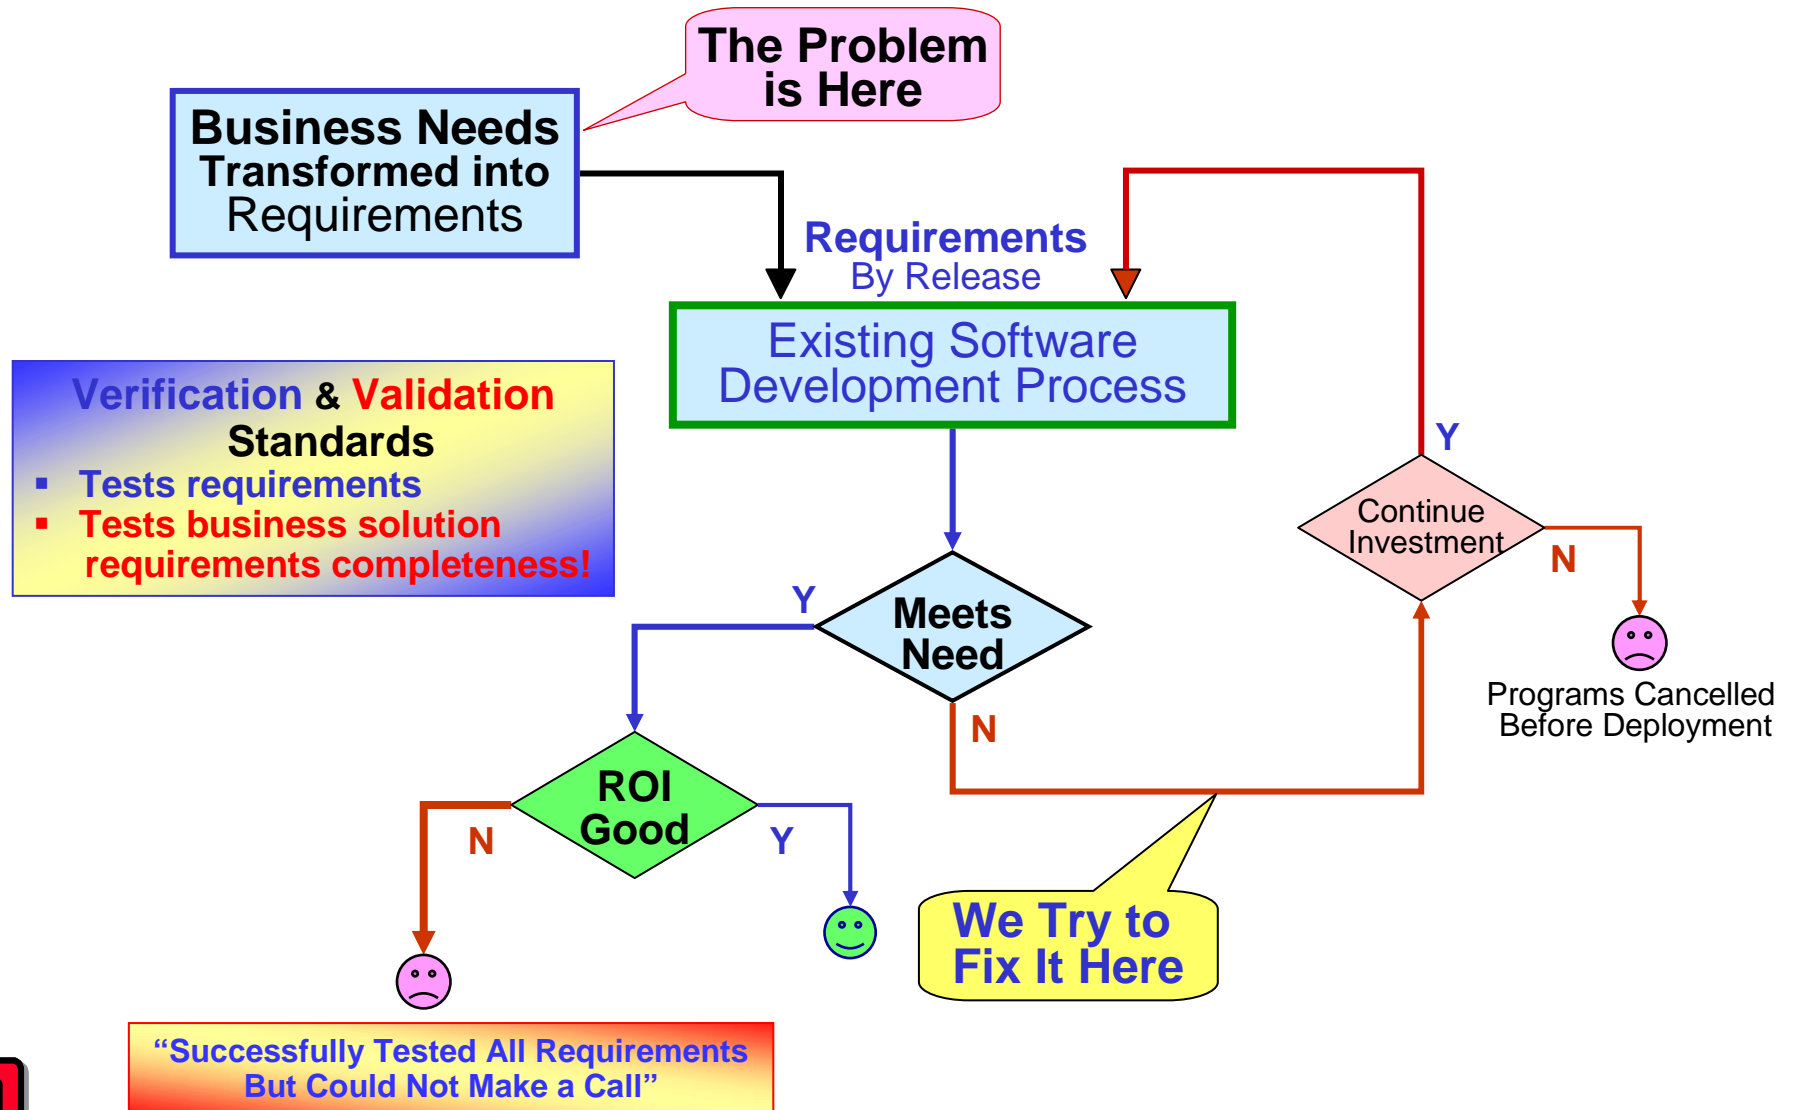 The Problem
is Here
Business Needs
Transformed into
Requirements
Requirements
By Release
Existing Software
Development Process
Verification & Validation
Standards
▪ Tests requirements
▪ Tests business solution
requirements completeness!
Y
Continue
Investment
N
Y
Meets
Need
N
Programs Cancelled
Before Deployment
ROI
Good
N
Y
We Try to
Fix It Here
“Successfully Tested All Requirements
But Could Not Make a Call”